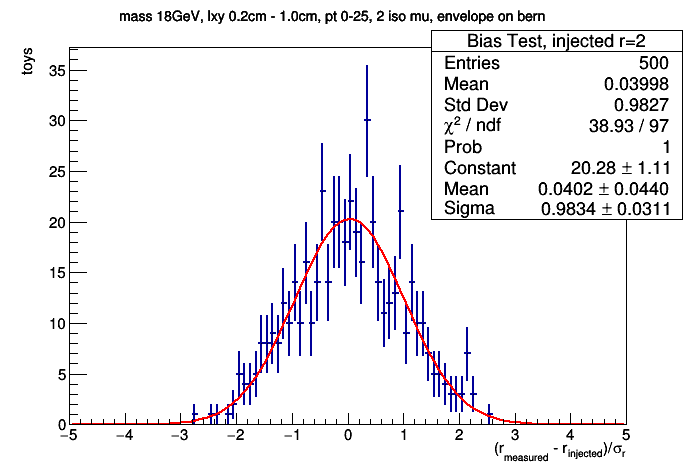 mass 18GeV, lxy 0.2cm - 1.0cm, pt 0-25, 2 iso mu, envelope on bern
Bias Test, injected r=2
Entries 500
Mean 0.03998
Std Dev 0.9827
χ² / ndf 38.93 / 97
Prob 1
Constant 20.28 ± 1.11
Mean 0.0402 ± 0.0440
Sigma 0.9834 ± 0.0311
toys
35
30
25
20
15
10
5
0
−5 −4 −3 −2 −1 0 1 2 3 4 5
(r_measured - r_injected)/σ_r